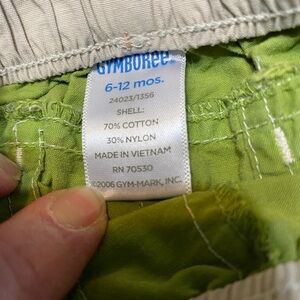 GYMBOREE®
6-12 mos.
24023/1356
SHELL:
70% COTTON
30% NYLON
MADE IN VIETNAM
RN 70530
©2006 GYM-MARK, INC.